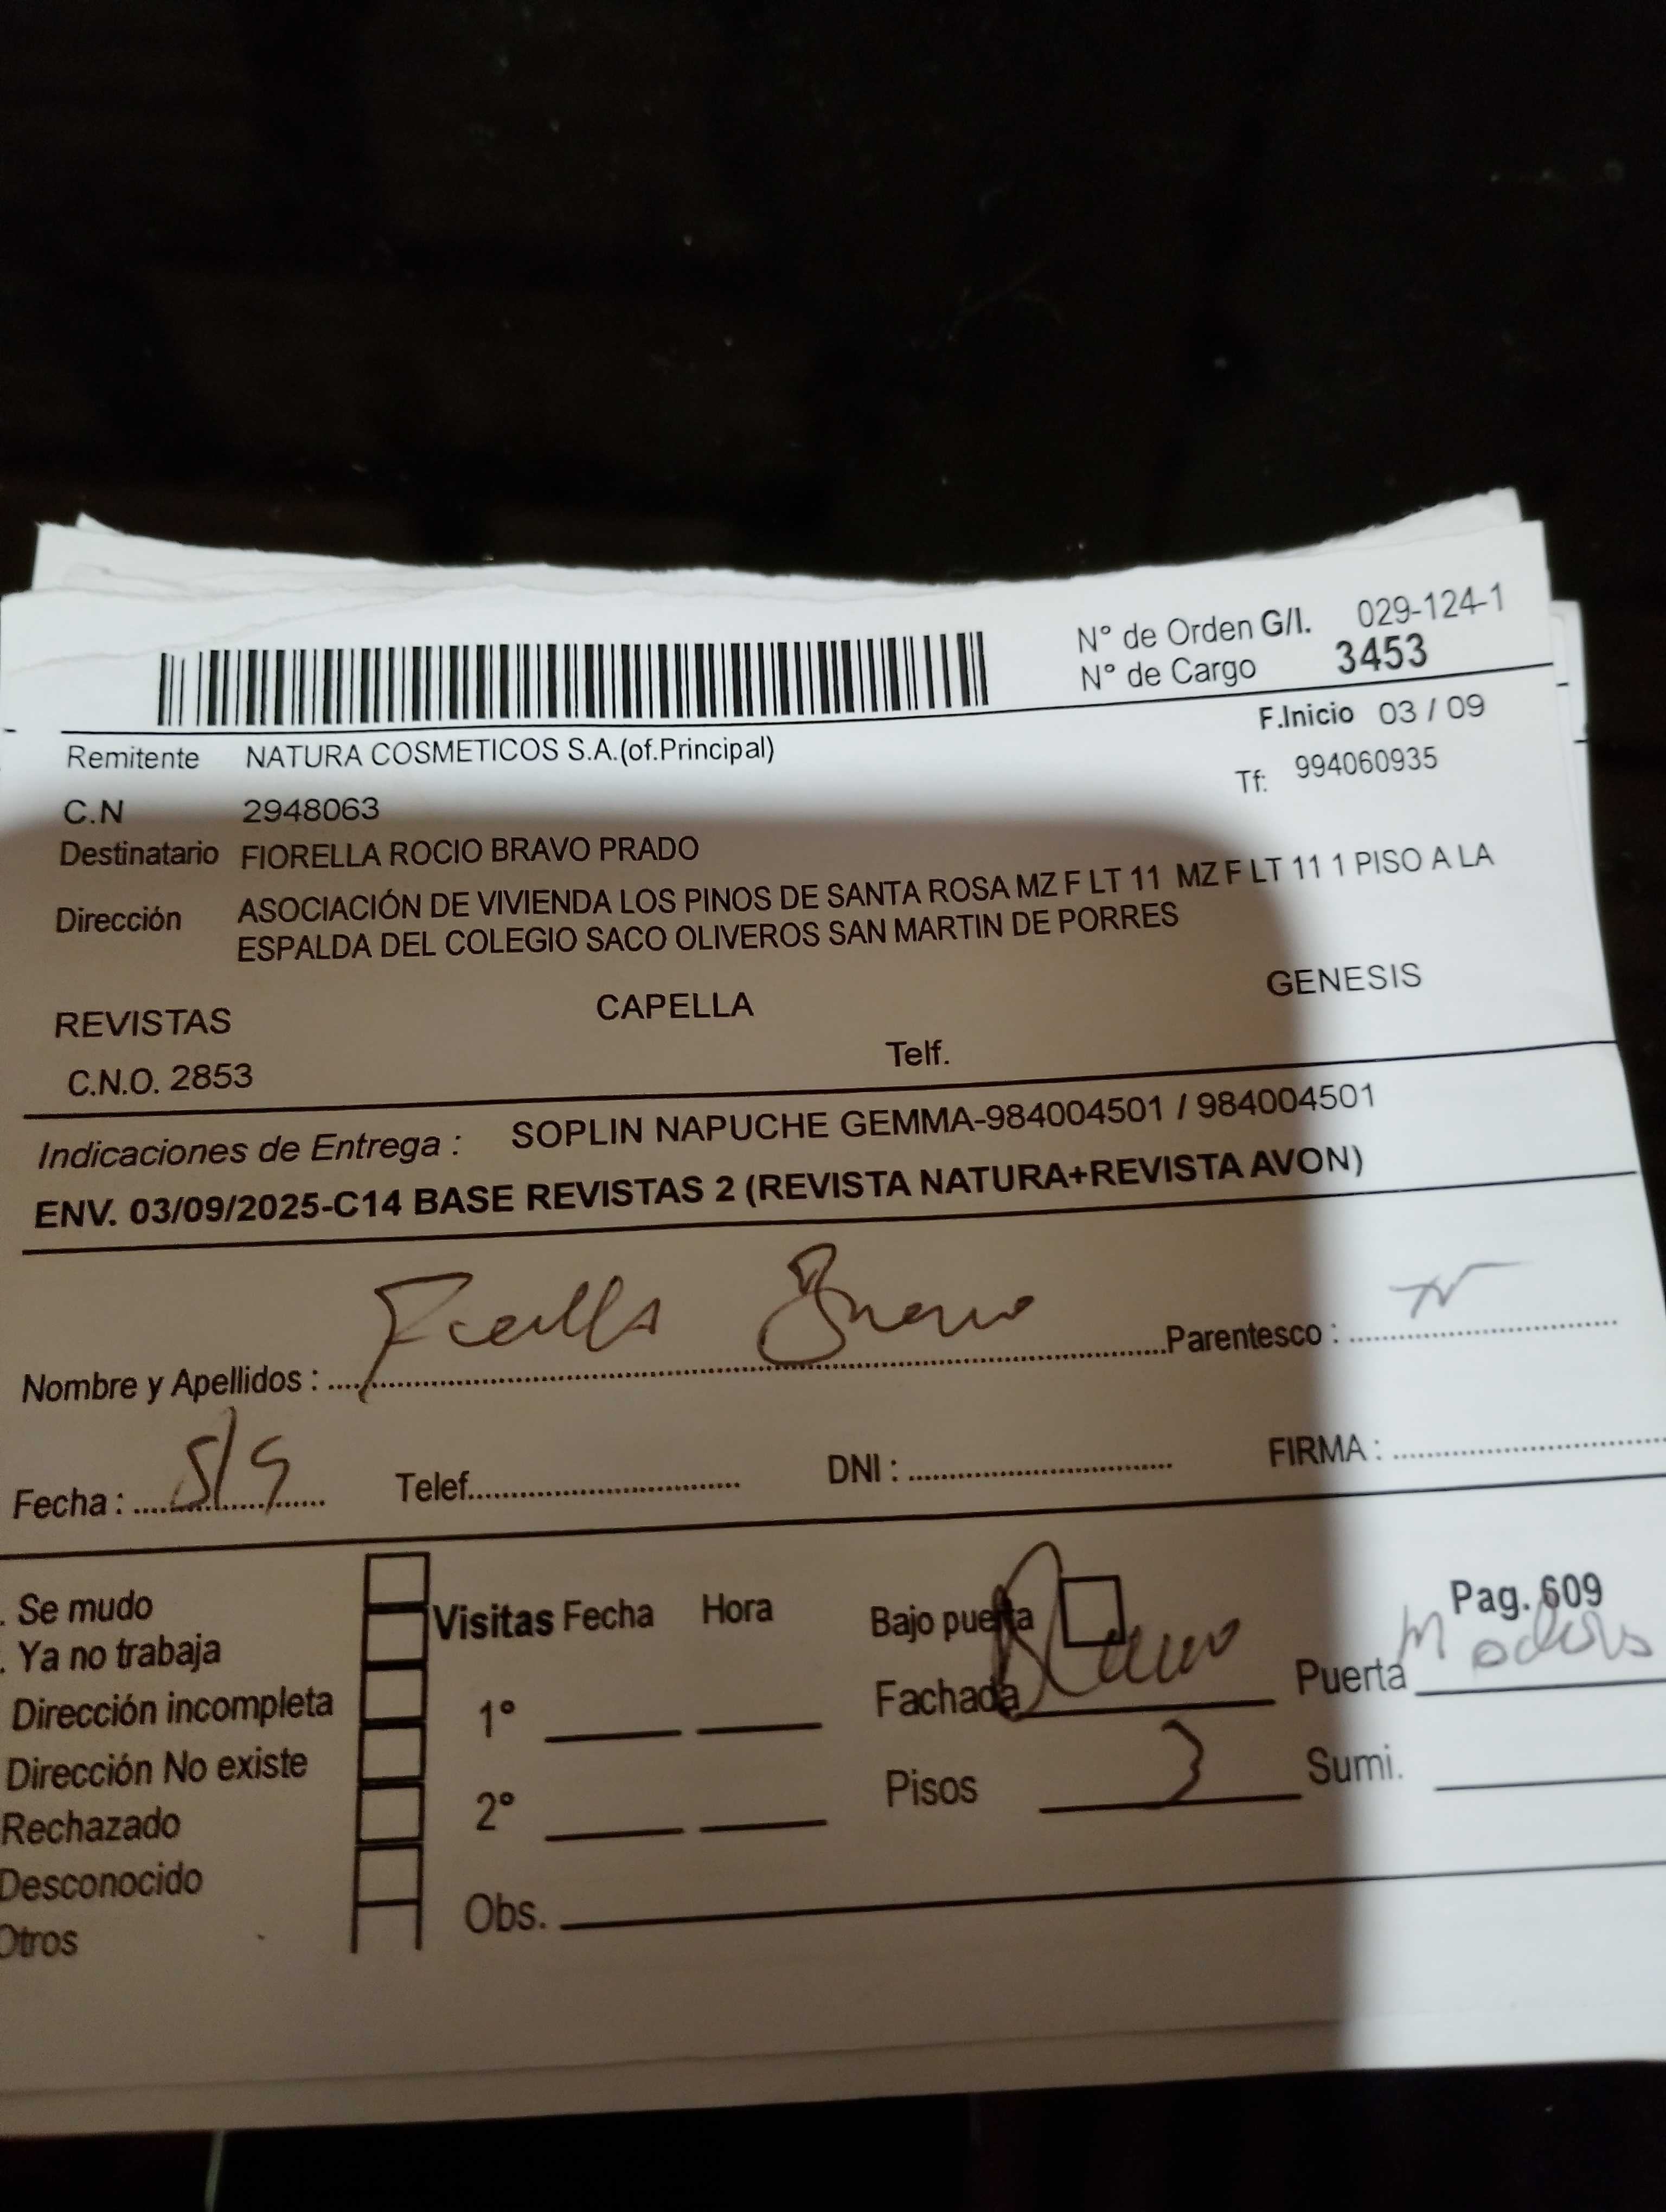 N° de Orden G/I. 029-124-1
N° de Cargo 3453
F.Inicio 03 / 09
Remitente NATURA COSMETICOS S.A.(of.Principal)
Tf: 994060935
C.N 2948063
Destinatario FIORELLA ROCIO BRAVO PRADO
Dirección ASOCIACIÓN DE VIVIENDA LOS PINOS DE SANTA ROSA MZ F LT 11 MZ F LT 11 1 PISO A LA
ESPALDA DEL COLEGIO SACO OLIVEROS SAN MARTIN DE PORRES
REVISTAS CAPELLA GENESIS
C.N.O. 2853 Telf.
Indicaciones de Entrega : SOPLIN NAPUCHE GEMMA-984004501 / 984004501
ENV. 03/09/2025-C14 BASE REVISTAS 2 (REVISTA NATURA+REVISTA AVON)
Nombre y Apellidos : Parentesco :
Fecha : Telef. DNI : FIRMA :
Pag. 609
Se mudo Visitas Fecha Hora Bajo puerta
Ya no trabaja
Dirección incompleta 1° Fachada Puerta
Dirección No existe
Rechazado 2° Pisos 3 Sumi.
Desconocido
Otros Obs.